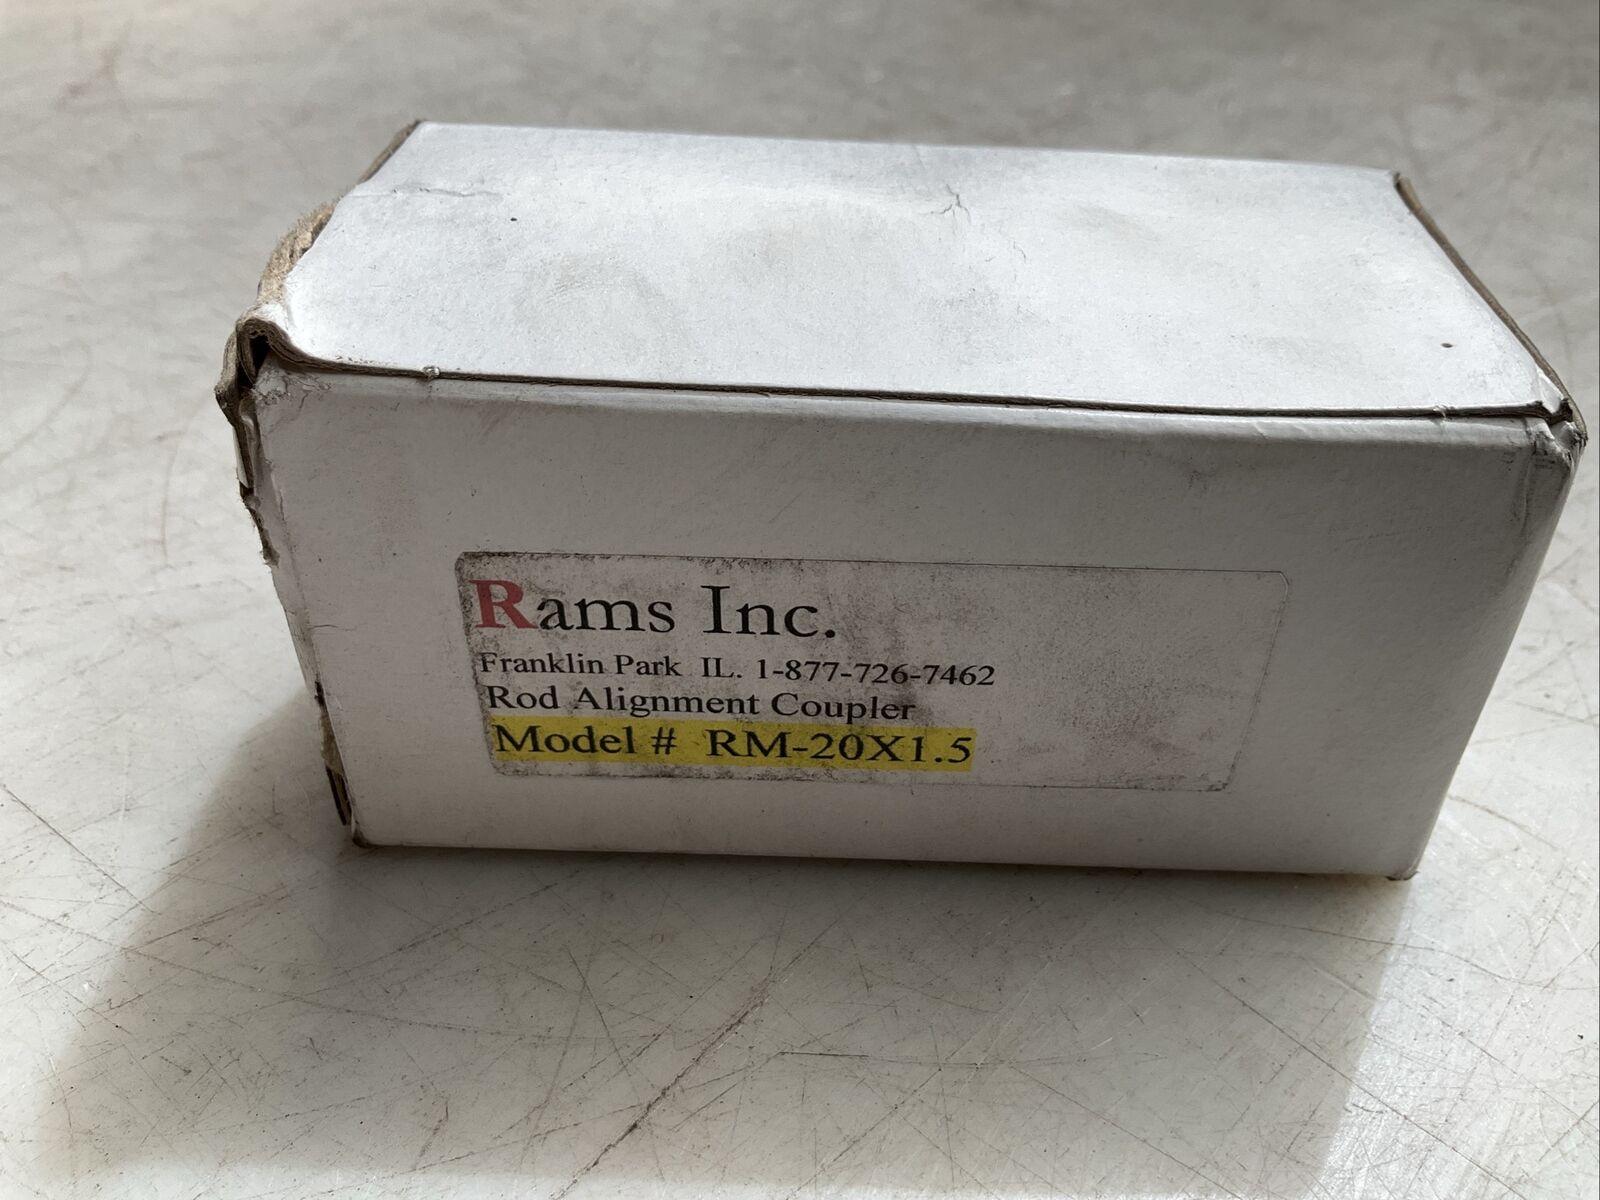 Rams Inc.
Franklin Park IL. 1-877-726-7462
Rod Alignment Coupler
Model # RM-20X1.5